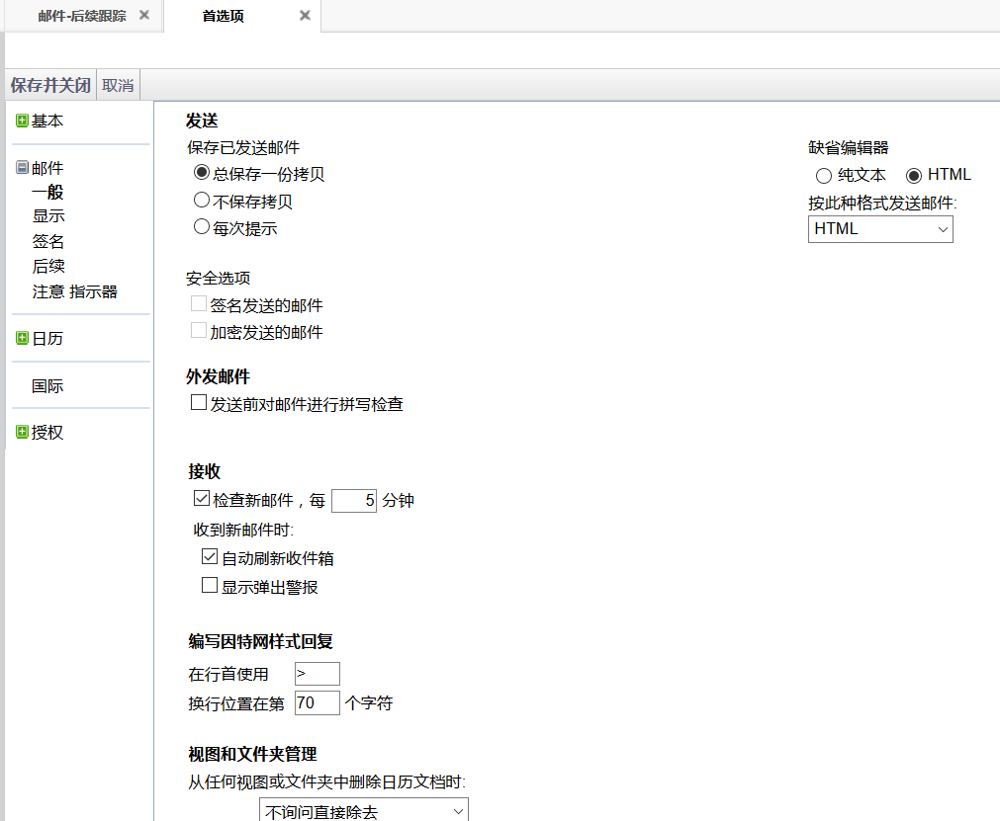 邮件-后续跟踪
首选项
保存并关闭 取消
基本
邮件
一般
显示
签名
后续
注意 指示器
日历
国际
授权
发送
保存已发送邮件
总保存一份拷贝
不保存拷贝
每次提示
缺省编辑器
纯文本 HTML
按此种格式发送邮件:
HTML
安全选项
签名发送的邮件
加密发送的邮件
外发邮件
发送前对邮件进行拼写检查
接收
检查新邮件，每 5 分钟
收到新邮件时:
自动刷新收件箱
显示弹出警报
编写因特网样式回复
在行首使用 >
换行位置在第 70 个字符
视图和文件夹管理
从任何视图或文件夹中删除日历文档时:
不询问直接除去